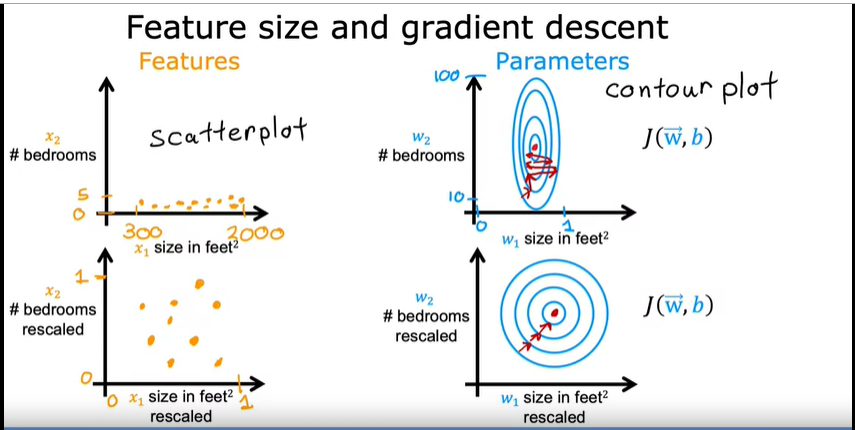 Feature size and gradient descent
Features
Parameters
scatterplot
x₂
# bedrooms
5
0
300
2000
x₁ size in feet²
contour plot
J(w⃗, b)
100
w₂
# bedrooms
10
0
1
w₁ size in feet²
1
x₂
# bedrooms
rescaled
0
0
x₁ size in feet²
rescaled
1
w₂
# bedrooms
rescaled
J(w⃗, b)
w₁ size in feet²
rescaled